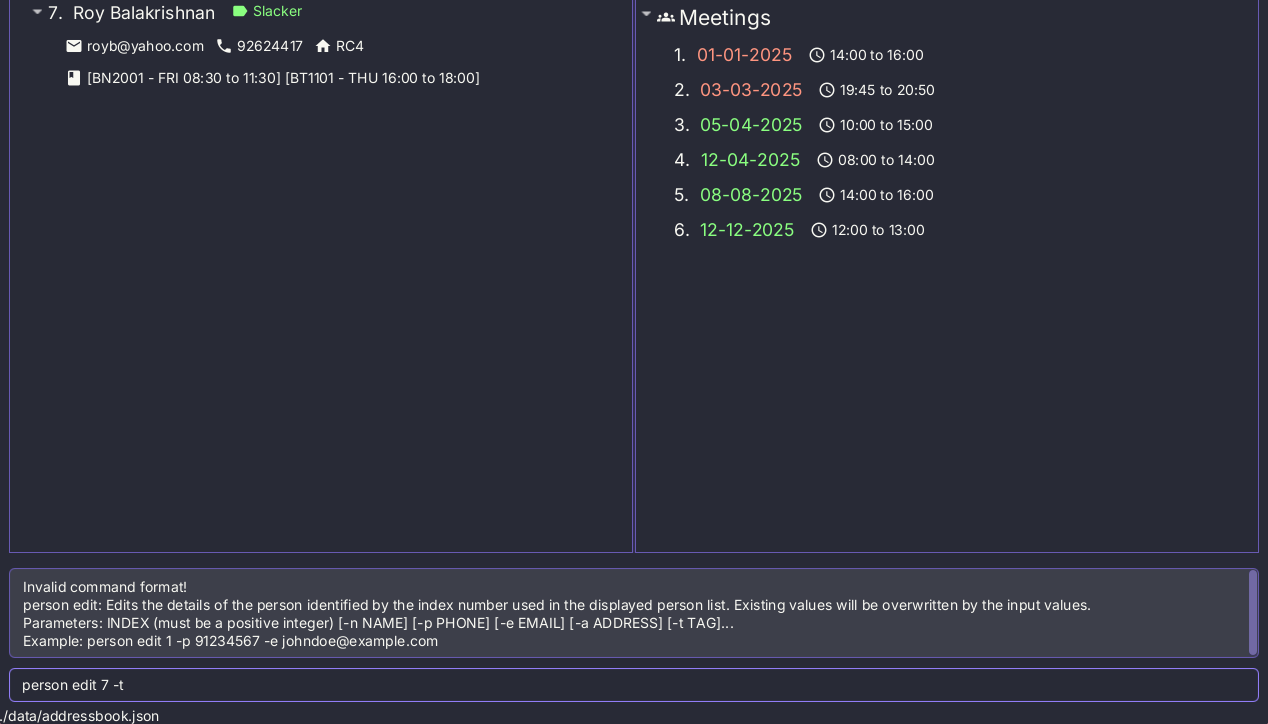 7. Roy Balakrishnan Slacker
royb@yahoo.com 92624417 RC4
[BN2001 - FRI 08:30 to 11:30] [BT1101 - THU 16:00 to 18:00]
Meetings
1. 01-01-2025 14:00 to 16:00
2. 03-03-2025 19:45 to 20:50
3. 05-04-2025 10:00 to 15:00
4. 12-04-2025 08:00 to 14:00
5. 08-08-2025 14:00 to 16:00
6. 12-12-2025 12:00 to 13:00
Invalid command format!
person edit: Edits the details of the person identified by the index number used in the displayed person list. Existing values will be overwritten by the input values.
Parameters: INDEX (must be a positive integer) [-n NAME] [-p PHONE] [-e EMAIL] [-a ADDRESS] [-t TAG]...
Example: person edit 1 -p 91234567 -e johndoe@example.com
person edit 7 -t
./data/addressbook.json